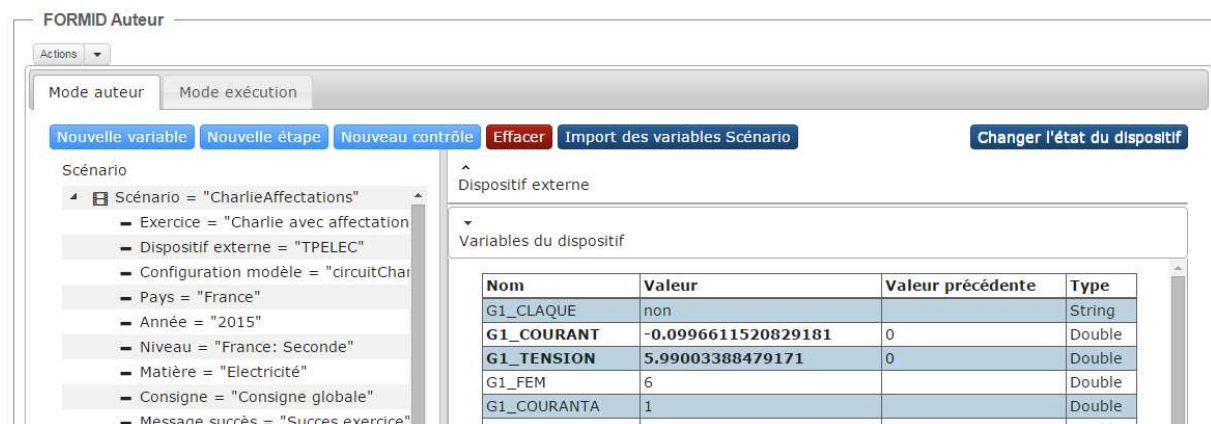 FORMID Auteur
Actions
Mode auteur Mode exécution
Nouvelle variable Nouvelle étape Nouveau contrôle Effacer Import des variables Scénario Changer l'état du dispositif
Scénario
Scénario = "CharlieAffectations"
Exercice = "Charlie avec affectation
Dispositif externe = "TPELEC"
Configuration modèle = "circuitChar
Pays = "France"
Année = "2015"
Niveau = "France: Seconde"
Matière = "Electricité"
Consigne = "Consigne globale"
Message succès = "Succes exercice"
Dispositif externe
Variables du dispositif
Nom Valeur Valeur précédente Type
G1_CLAQUE non String
G1_COURANT -0.0996611520829181 0 Double
G1_TENSION 5.99003388479171 0 Double
G1_FEM 6 Double
G1_COURANTA 1 Double